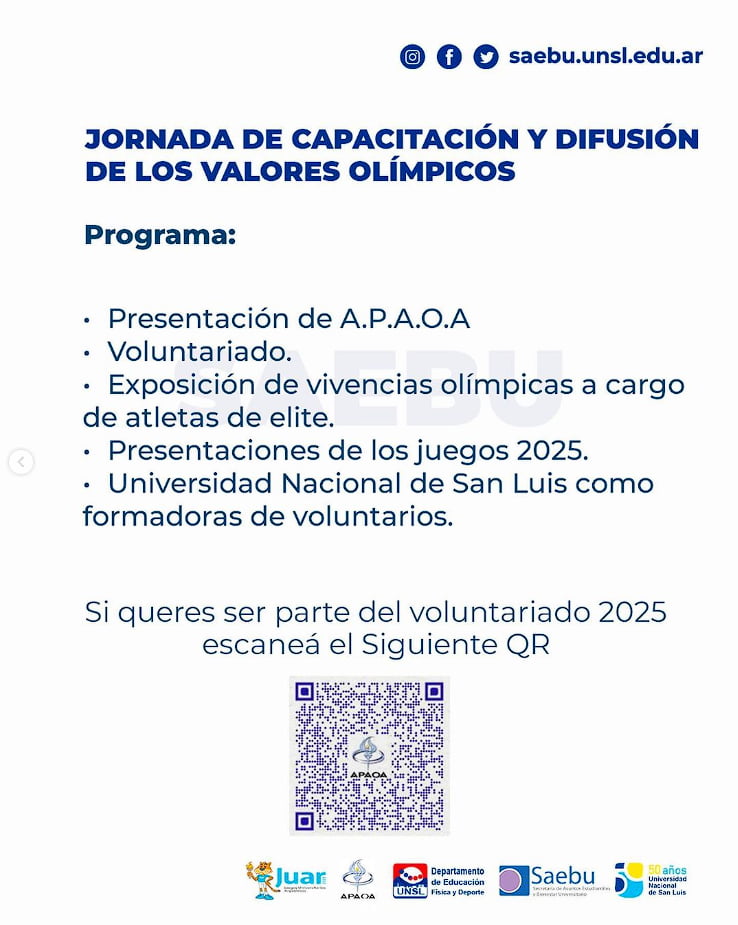 saebu.unsl.edu.ar
JORNADA DE CAPACITACIÓN Y DIFUSIÓN
DE LOS VALORES OLÍMPICOS
Programa:
SAEBU
• Presentación de A.P.A.O.A
• Voluntariado.
• Exposición de vivencias olímpicas a cargo
de atletas de elite.
• Presentaciones de los juegos 2025.
• Universidad Nacional de San Luis como
formadoras de voluntarios.
Si queres ser parte del voluntariado 2025
escaneá el Siguiente QR
APAOA
Juar
APAOA
UNSL
Departamento
de Educación
Física y Deporte
Saebu
Secretaría de Asuntos Estudiantiles
y Bienestar Universitario
50 años
Universidad
Nacional
de San Luis